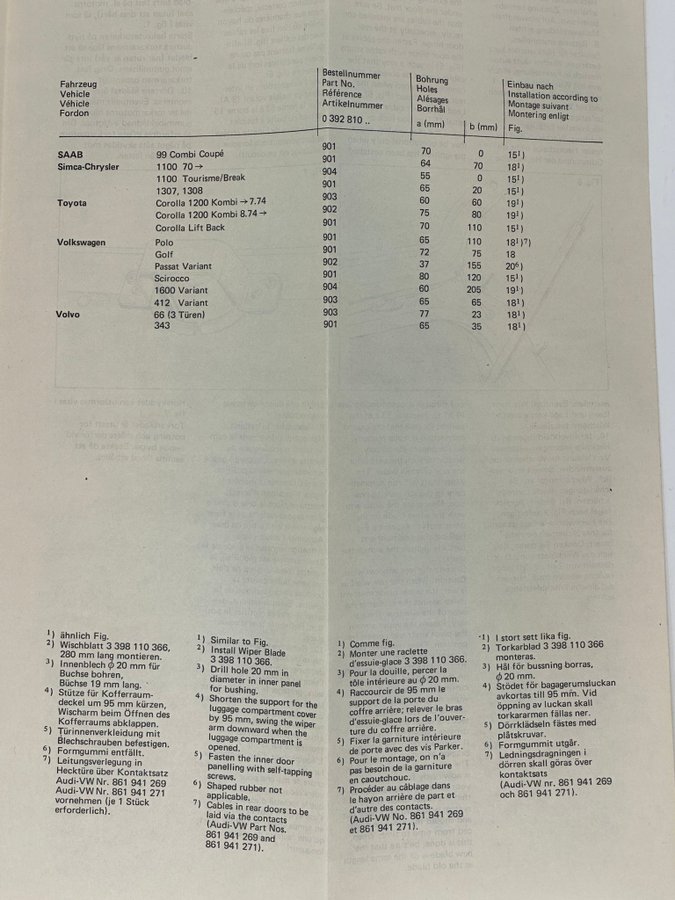 Fahrzeug
Vehicle
Véhicle
Fordon
Bestellnummer
Part No.
Référence
Artikelnummer
0 392 810 ..
Bohrung
Holes
Alésages
Borrhål
a (mm) b (mm)
Einbau nach
Installation according to
Montage suivant
Montering enligt
Fig.
SAAB 99 Combi Coupé 901 70 0 15¹)
Simca-Chrysler 1100 70 → 901 64 70 18¹)
1100 Tourisme/Break 904 55 0 15¹)
1307, 1308 901 65 20 15¹)
Toyota Corolla 1200 Kombi → 7.74 903 60 60 19¹)
Corolla 1200 Kombi 8.74 → 902 75 80 19¹)
Corolla Lift Back 901 70 110 15¹)
Volkswagen Polo 901 65 110 18¹)⁷)
Golf 901 72 75 18
Passat Variant 902 37 155 20⁶)
Scirocco 901 80 120 15¹)
1600 Variant 904 60 205 19¹)
412 Variant 903 65 65 18¹)
Volvo 66 (3 Türen) 903 77 23 18¹)
343 901 65 35 18¹)
¹) ähnlich Fig.
²) Wischblatt 3 398 110 366,
280 mm lang montieren.
³) Innenblech ϕ 20 mm für
Buchse bohren,
Büchse 19 mm lang.
⁴) Stütze für Kofferraum-
deckel um 95 mm kürzen,
Wischarm beim Öffnen des
Kofferraums abklappen.
⁵) Türinnenverkleidung mit
Blechschrauben befestigen.
⁶) Formgummi entfällt.
⁷) Leitungsverlegung in
Hecktüre über Kontaktsatz
Audi-VW Nr. 861 941 269
Audi-VW Nr. 861 941 271
vornehmen (je 1 Stück
erforderlich).
¹) Similar to Fig.
²) Install Wiper Blade
3 398 110 366.
³) Drill hole 20 mm in
diameter in inner panel
for bushing.
⁴) Shorten the support for the
luggage compartment cover
by 95 mm, swing the wiper
arm downward when the
luggage compartment is
opened.
⁵) Fasten the inner door
panelling with self-tapping
screws.
⁶) Shaped rubber not
applicable.
⁷) Cables in rear doors to be
laid via the contacts
(Audi-VW Part Nos.
861 941 269 and
861 941 271).
¹) Comme fig.
²) Monter une raclette
d'essuie-glace 3 398 110 366.
³) Pour la douille, percer la
tôle intérieure au ϕ 20 mm.
⁴) Raccourcir de 95 mm le
support de la porte du
coffre arrière; relever le bras
d'essuie-glace lors de l'ouver-
ture du coffre arrière.
⁵) Fixer la garniture intérieure
de porte avec des vis Parker.
⁶) Pour le montage, on n'a
pas besoin de la garniture
en caoutchouc.
⁷) Procéder au câblage dans
le hayon arrière de part et
d'autre des contacts.
(Audi-VW No. 861 941 269
et 861 941 271).
¹) I stort sett lika fig.
²) Torkarblad 3 398 110 366
monteras.
³) Hål för bussning borras,
ϕ 20 mm.
⁴) Stödet för bagagerumsluckan
avkortas till 95 mm. Vid
öppning av luckan skall
torkararmen fällas ner.
⁵) Dörrklädseln fästes med
plåtskruvar.
⁶) Formgummit utgår.
⁷) Ledningsdragningen i
dörren skall göras över
kontaktsats
(Audi-VW nr. 861 941 269
och 861 941 271).